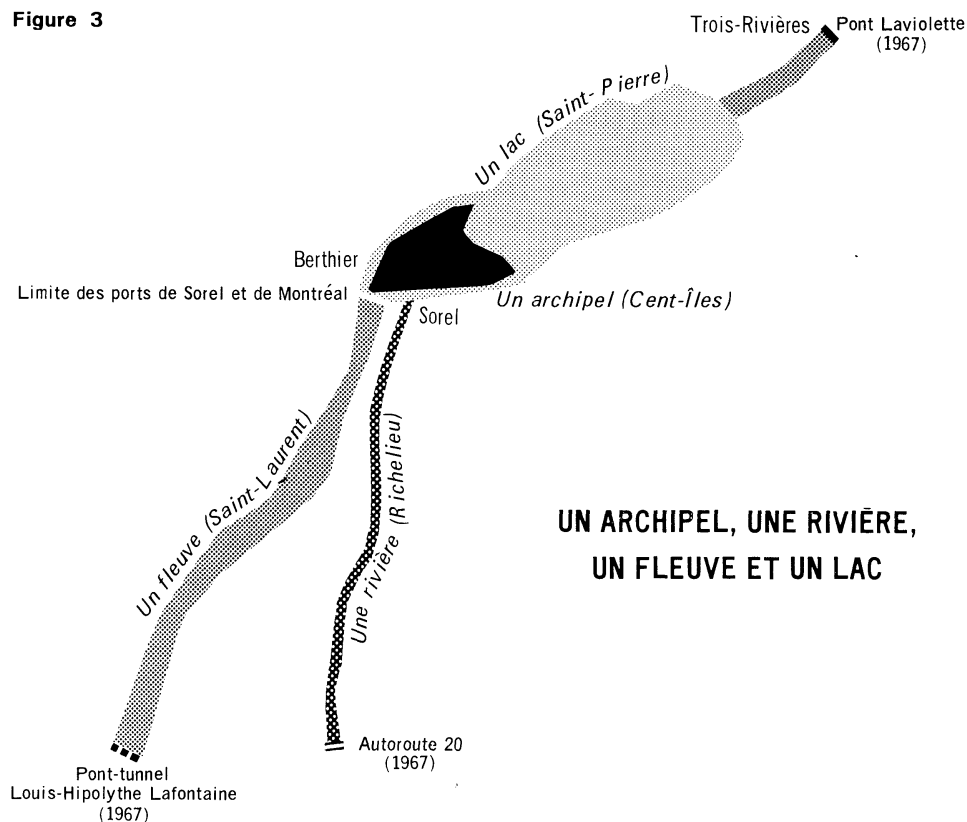 Figure 3
Trois-Rivières
Pont Laviolette
(1967)
Un lac (Saint-Pierre)
Berthier
Limite des ports de Sorel et de Montréal
Un archipel (Cent-Îles)
Sorel
Un fleuve (Saint-Laurent)
Une rivière (Richelieu)
UN ARCHIPEL, UNE RIVIÈRE,
UN FLEUVE ET UN LAC
Autoroute 20
(1967)
Pont-tunnel
Louis-Hipolythe Lafontaine
(1967)